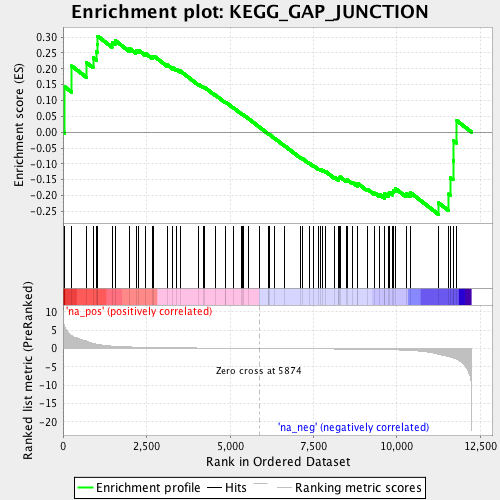 Enrichment plot: KEGG_GAP_JUNCTION
Enrichment score (ES)
0.30
0.25
0.20
0.15
0.10
0.05
0.00
-0.05
-0.10
-0.15
-0.20
-0.25
'na_pos' (positively correlated)
Ranked list metric (PreRanked)
10
5
0
-5
-10
-15
-20
Zero cross at 5874
'na_neg' (negatively correlated)
0
2,500
5,000
7,500
10,000
12,500
Rank in Ordered Dataset
Enrichment profile
Hits
Ranking metric scores